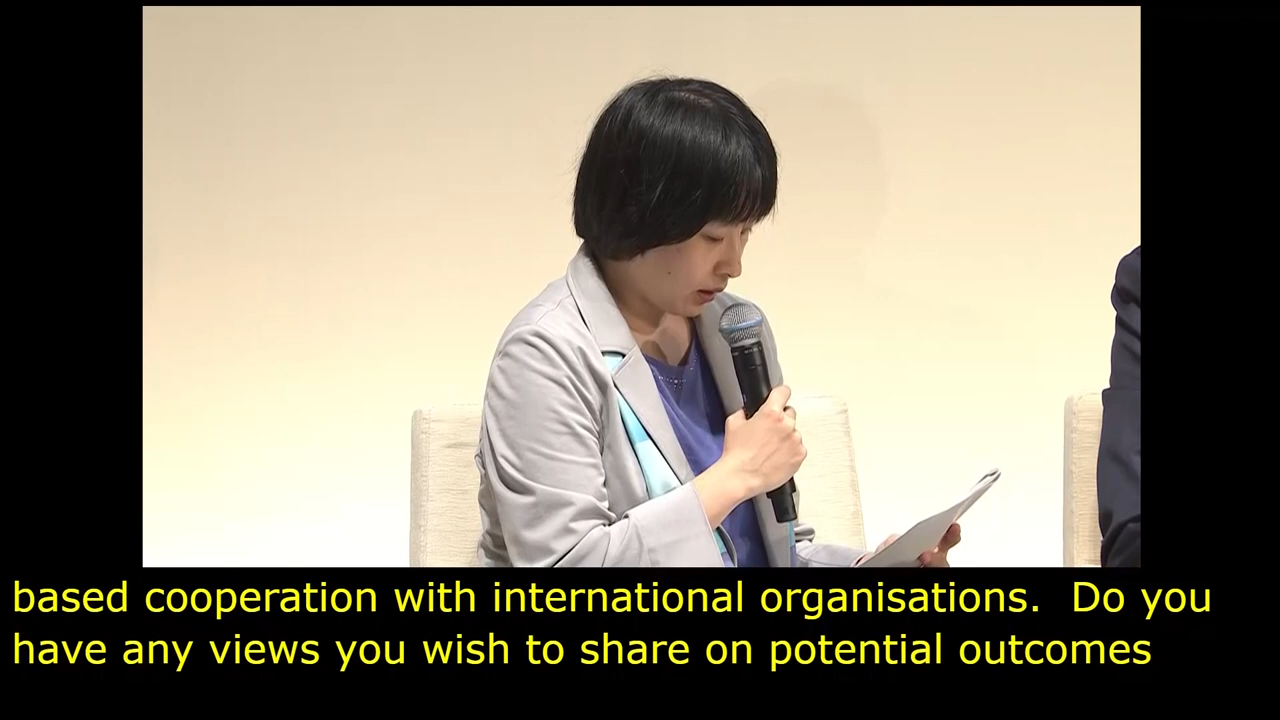 based cooperation with international organisations.  Do you
have any views you wish to share on potential outcomes